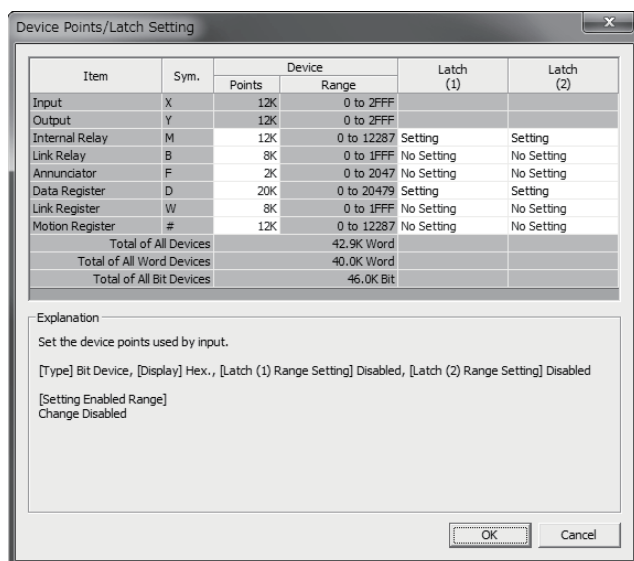 Device Points/Latch Setting
x
Item Sym. Device Latch (1) Latch (2)
Points Range
Input X 12K 0 to 2FFF
Output Y 12K 0 to 2FFF
Internal Relay M 12K 0 to 12287 Setting Setting
Link Relay B 8K 0 to 1FFF No Setting No Setting
Annunciator F 2K 0 to 2047 No Setting No Setting
Data Register D 20K 0 to 20479 Setting Setting
Link Register W 8K 0 to 1FFF No Setting No Setting
Motion Register # 12K 0 to 12287 No Setting No Setting
Total of All Devices 42.9K Word
Total of All Word Devices 40.0K Word
Total of All Bit Devices 46.0K Bit
Explanation
Set the device points used by input.
[Type] Bit Device, [Display] Hex., [Latch (1) Range Setting] Disabled, [Latch (2) Range Setting] Disabled
[Setting Enabled Range]
Change Disabled
OK Cancel